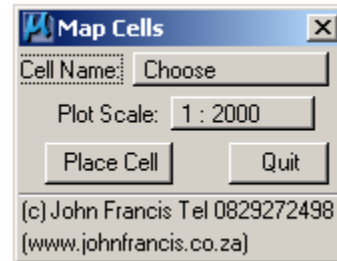 Map Cells
Cell Name: Choose
Plot Scale: 1 : 2000
Place Cell Quit
(c) John Francis Tel 0829272498
(www.johnfrancis.co.za)